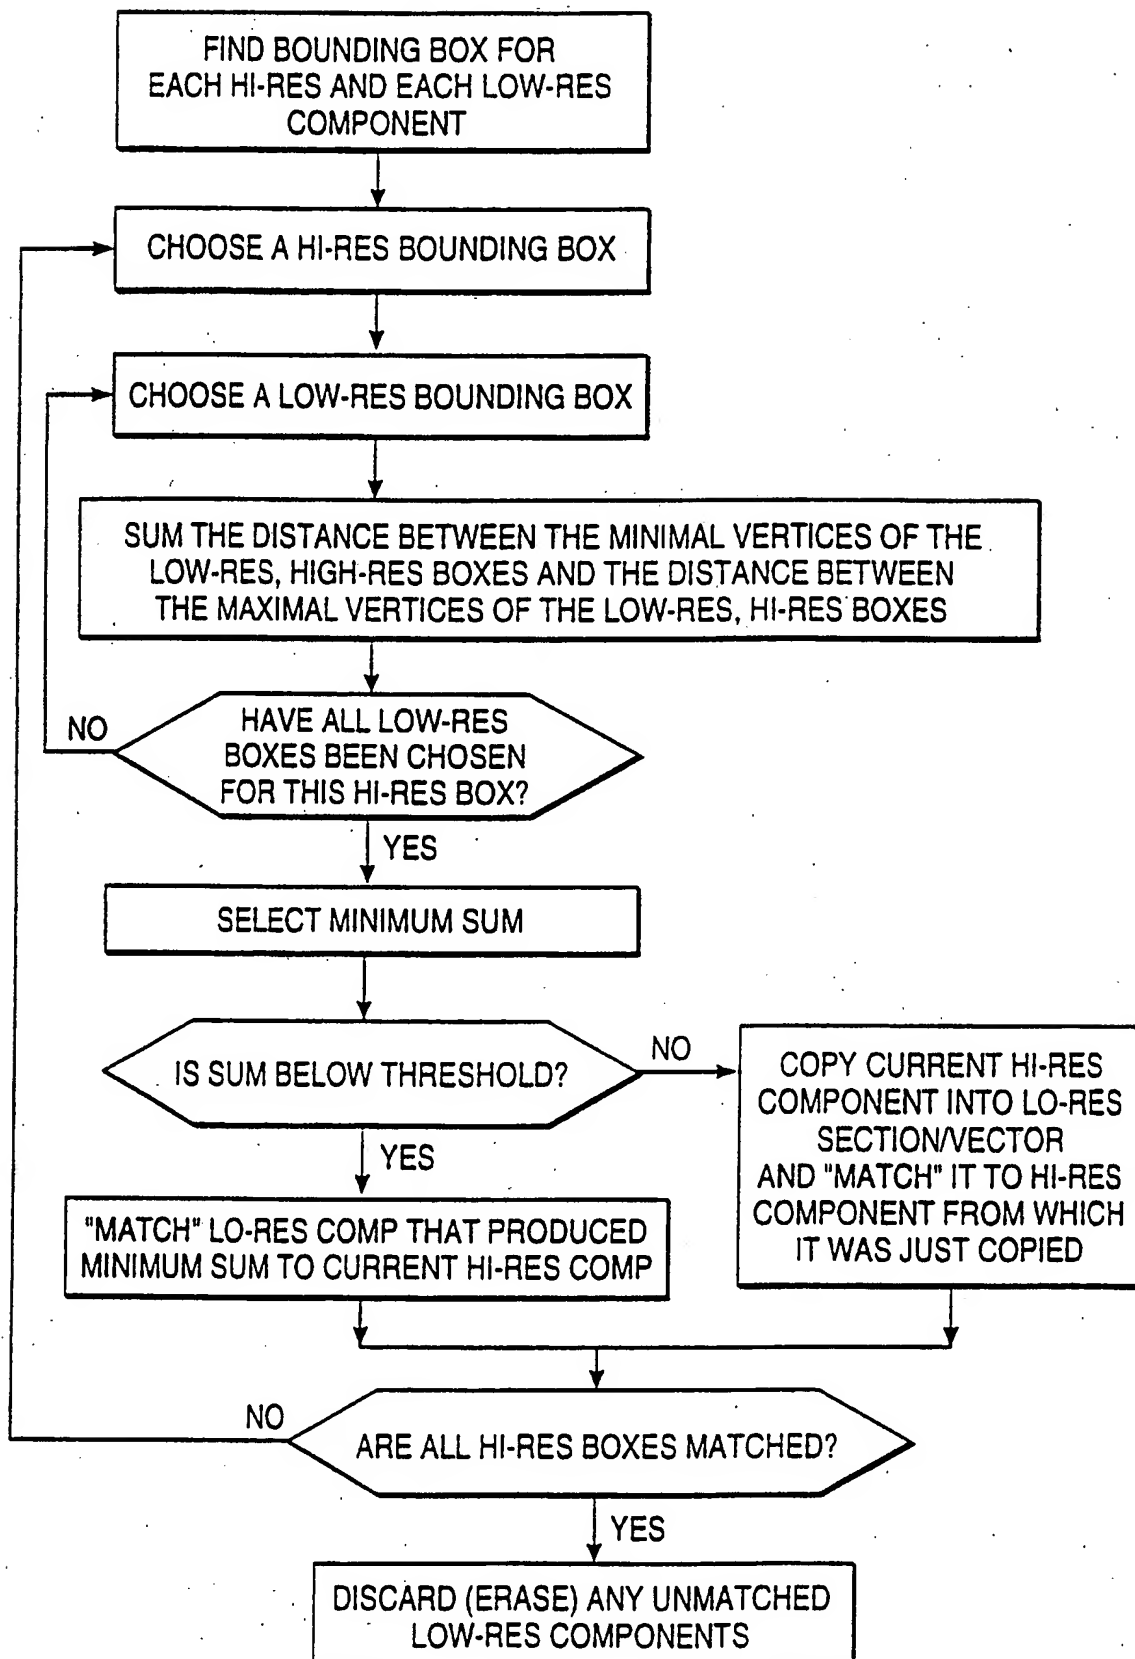 FIND BOUNDING BOX FOR
EACH HI-RES AND EACH LOW-RES
COMPONENT
CHOOSE A HI-RES BOUNDING BOX
CHOOSE A LOW-RES BOUNDING BOX
SUM THE DISTANCE BETWEEN THE MINIMAL VERTICES OF THE
LOW-RES, HIGH-RES BOXES AND THE DISTANCE BETWEEN
THE MAXIMAL VERTICES OF THE LOW-RES, HI-RES BOXES
NO
HAVE ALL LOW-RES
BOXES BEEN CHOSEN
FOR THIS HI-RES BOX?
YES
SELECT MINIMUM SUM
IS SUM BELOW THRESHOLD?
NO
YES
COPY CURRENT HI-RES
COMPONENT INTO LO-RES
SECTION/VECTOR
AND "MATCH" IT TO HI-RES
COMPONENT FROM WHICH
IT WAS JUST COPIED
"MATCH" LO-RES COMP THAT PRODUCED
MINIMUM SUM TO CURRENT HI-RES COMP
NO
ARE ALL HI-RES BOXES MATCHED?
YES
DISCARD (ERASE) ANY UNMATCHED
LOW-RES COMPONENTS